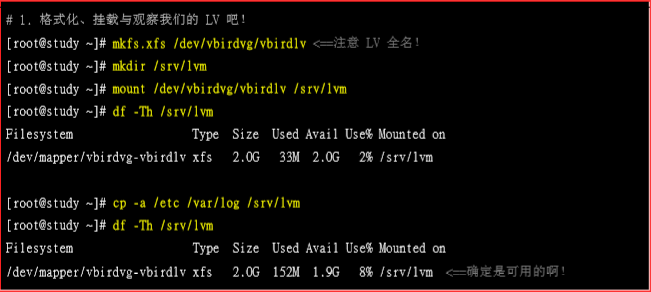 # 1. 格式化、挂载与观察我们的 LV 吧！
[root@study ~]# mkfs.xfs /dev/vbirdvg/vbirdlv <==注意 LV 全名！
[root@study ~]# mkdir /srv/lvm
[root@study ~]# mount /dev/vbirdvg/vbirdlv /srv/lvm
[root@study ~]# df -Th /srv/lvm
Filesystem Type Size Used Avail Use% Mounted on
/dev/mapper/vbirdvg-vbirdlv xfs 2.0G 33M 2.0G 2% /srv/lvm
[root@study ~]# cp -a /etc /var/log /srv/lvm
[root@study ~]# df -Th /srv/lvm
Filesystem Type Size Used Avail Use% Mounted on
/dev/mapper/vbirdvg-vbirdlv xfs 2.0G 152M 1.9G 8% /srv/lvm <==确定是可用的啊！